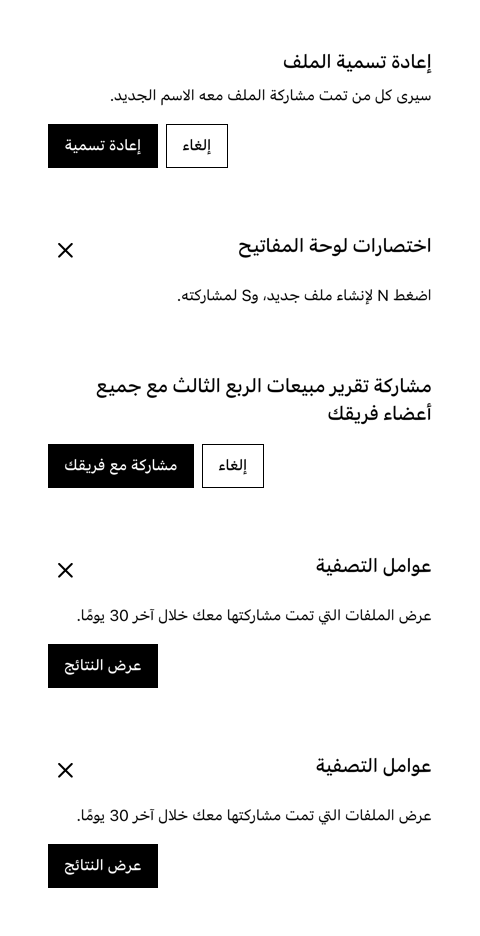 إعادة تسمية الملف
سيرى كل من تمت مشاركة الملف معه الاسم الجديد.
إلغاء
إعادة تسمية
اختصارات لوحة المفاتيح
اضغط N لإنشاء ملف جديد، وS لمشاركته.
مشاركة تقرير مبيعات الربع الثالث مع جميع
أعضاء فريقك
إلغاء
مشاركة مع فريقك
عوامل التصفية
عرض الملفات التي تمت مشاركتها معك خلال آخر 30 يومًا.
عرض النتائج
عوامل التصفية
عرض الملفات التي تمت مشاركتها معك خلال آخر 30 يومًا.
عرض النتائج